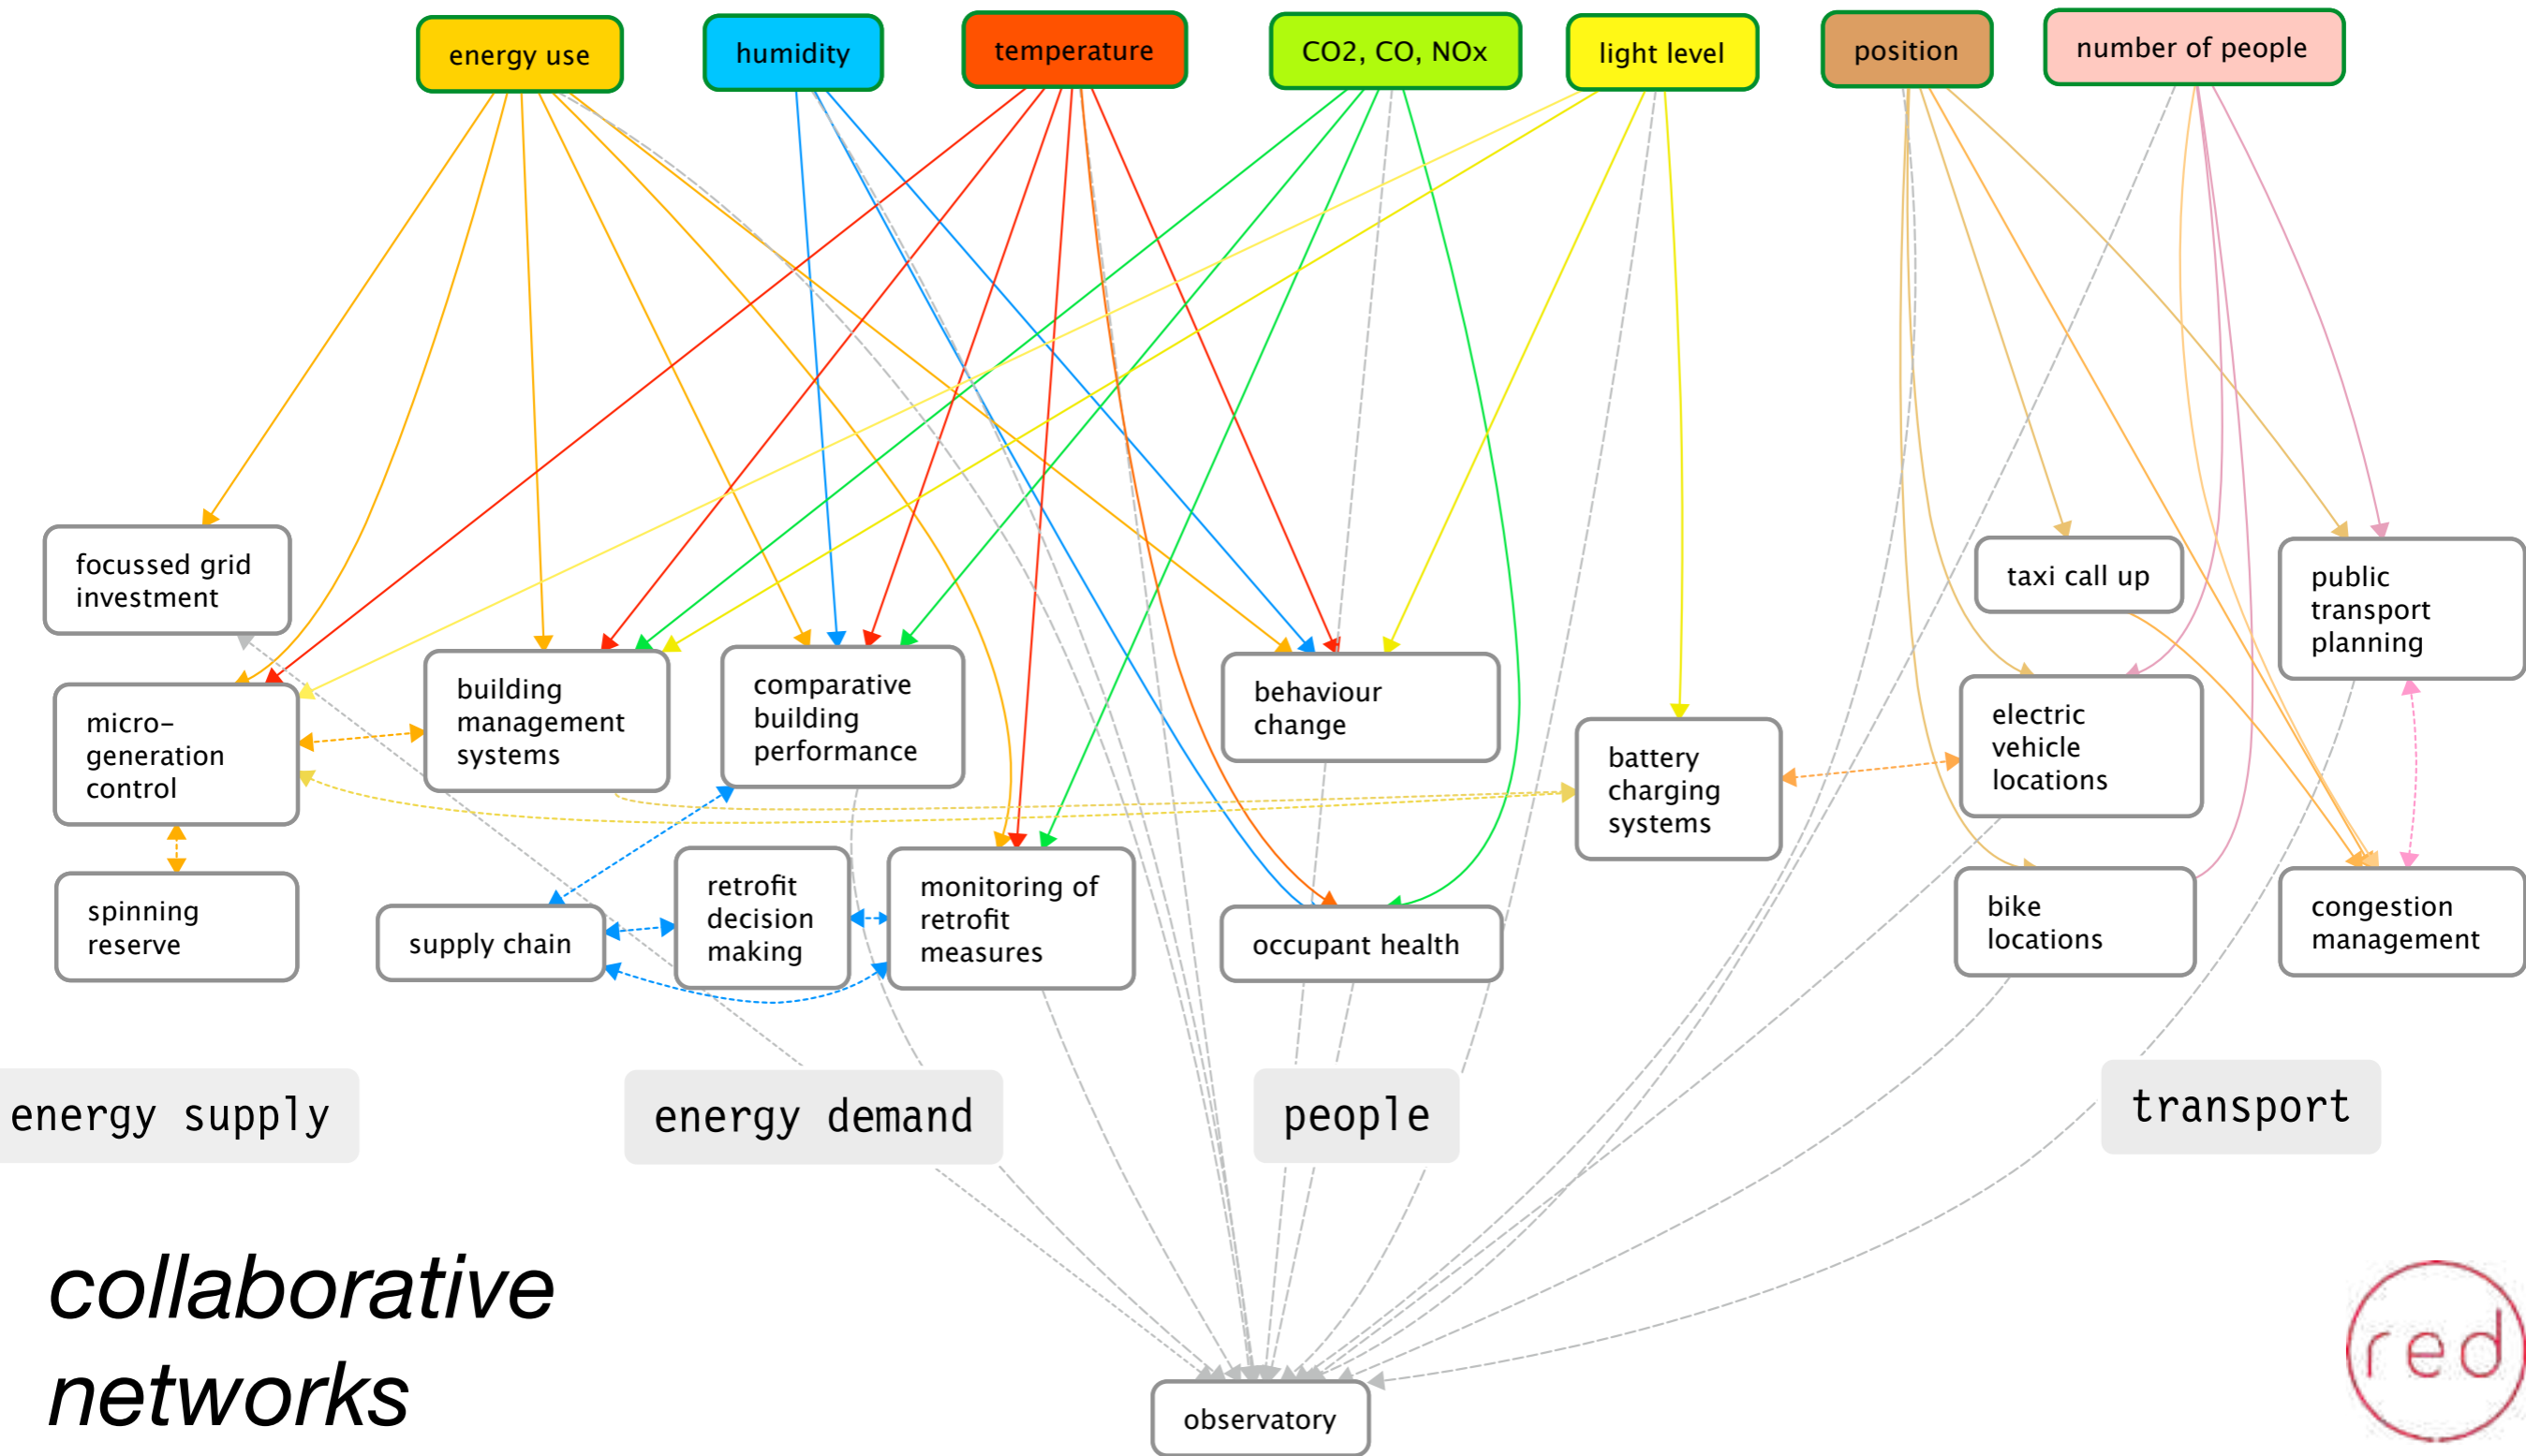 energy use
humidity
temperature
CO2, CO, NOx
light level
position
number of people
focussed grid
investment
taxi call up
public
transport
planning
micro-
generation
control
building
management
systems
comparative
building
performance
behaviour
change
battery
charging
systems
electric
vehicle
locations
spinning
reserve
supply chain
retrofit
decision
making
monitoring of
retrofit
measures
occupant health
bike
locations
congestion
management
energy supply
energy demand
people
transport
collaborative
networks
red
observatory